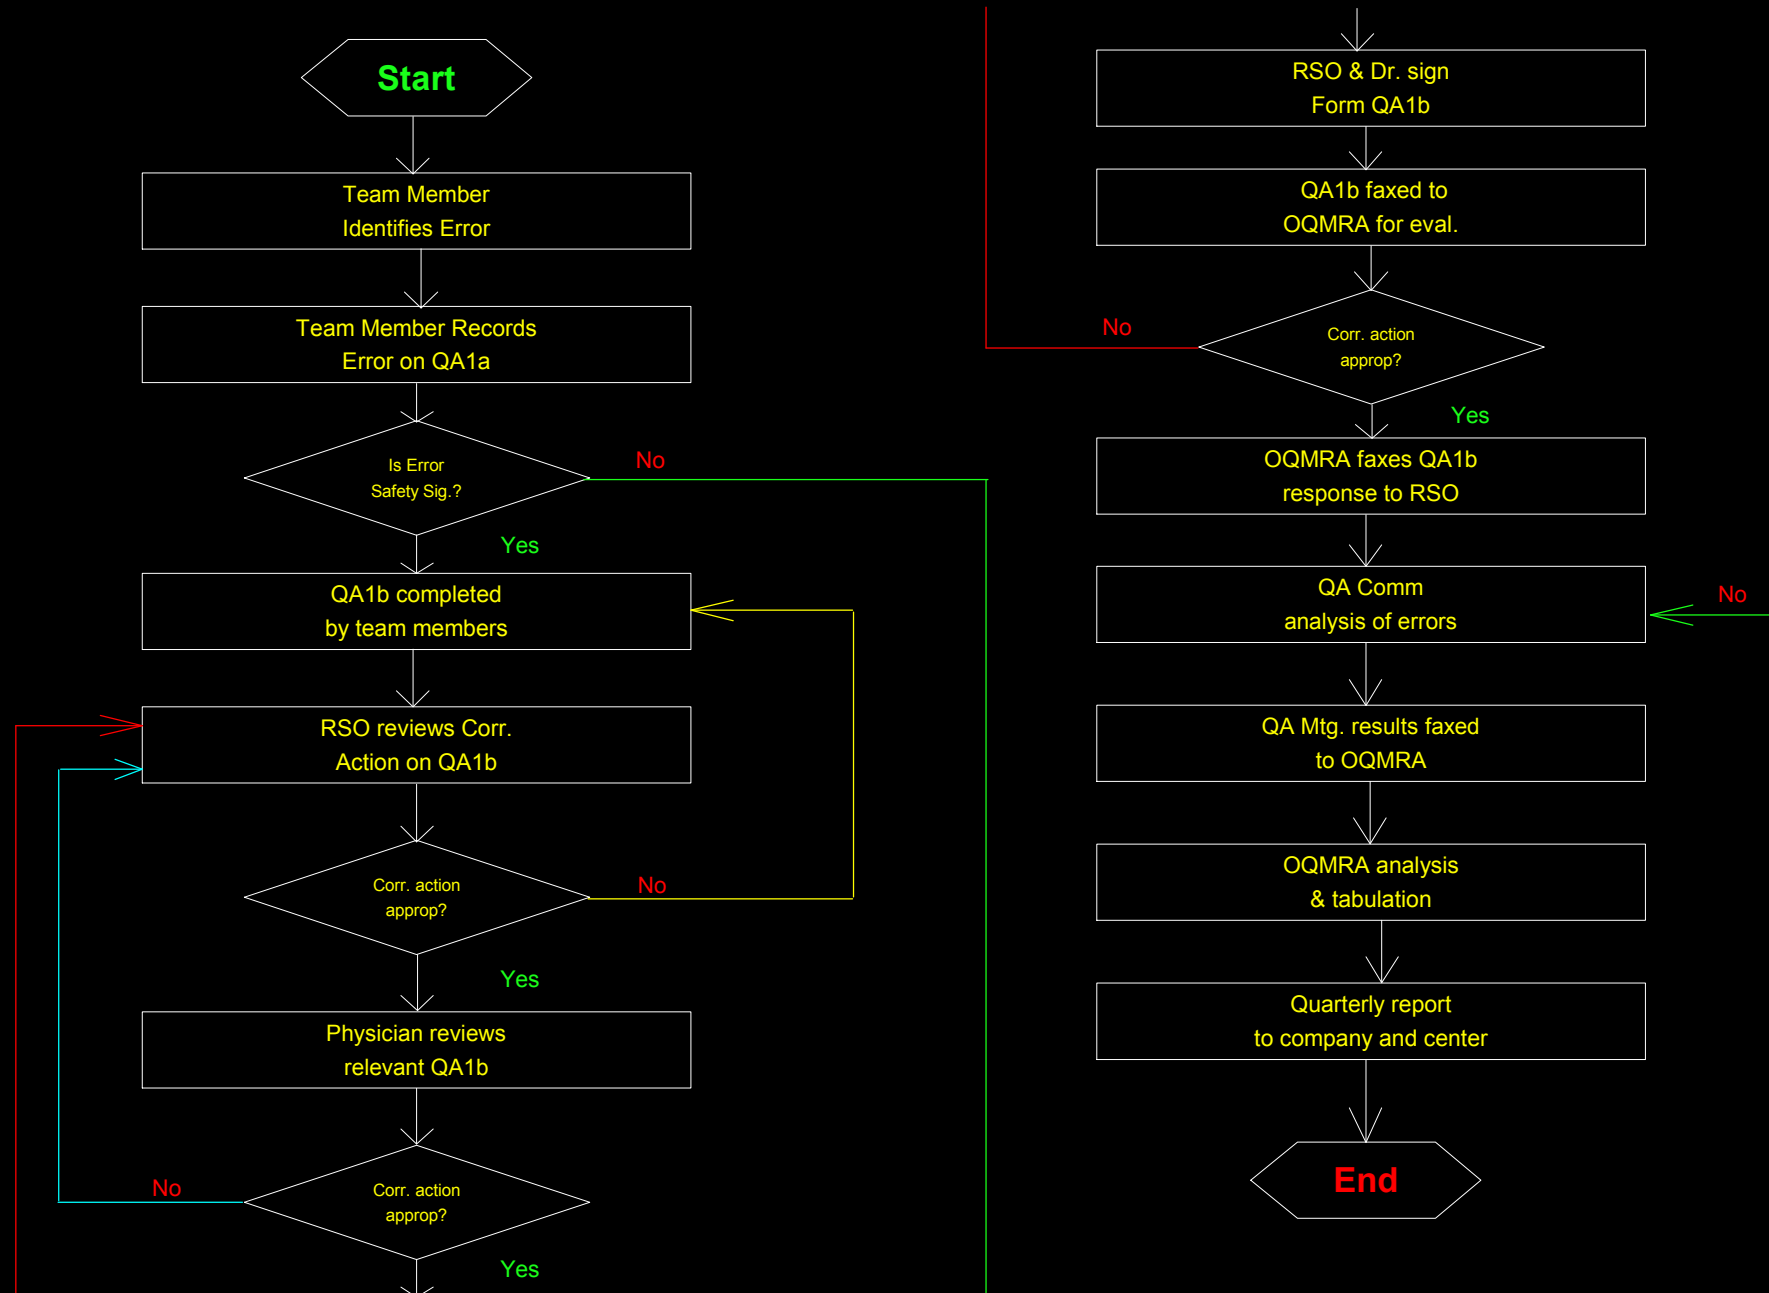 Start
Team Member
Identifies Error
Team Member Records
Error on QA1a
Is Error
Safety Sig.?
No
Yes
QA1b completed
by team members
RSO reviews Corr.
Action on QA1b
Corr. action
approp?
No
Yes
Physician reviews
relevant QA1b
Corr. action
approp?
No
Yes
RSO & Dr. sign
Form QA1b
QA1b faxed to
OQMRA for eval.
Corr. action
approp?
No
Yes
OQMRA faxes QA1b
response to RSO
QA Comm
analysis of errors
No
QA Mtg. results faxed
to OQMRA
OQMRA analysis
& tabulation
Quarterly report
to company and center
End